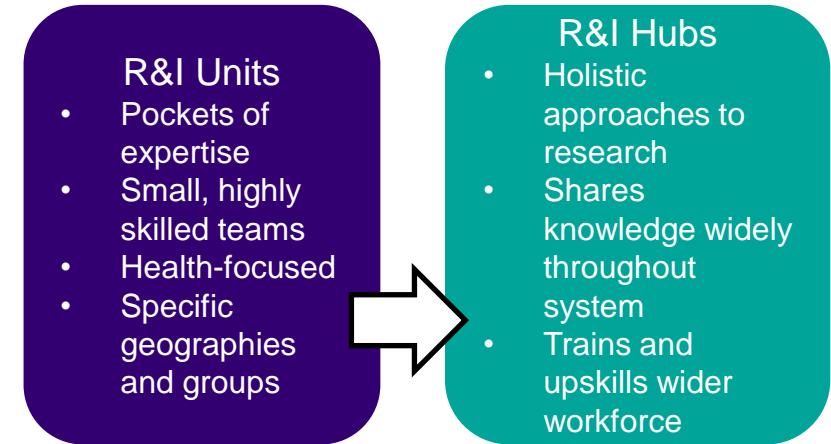 R&I Units
• Pockets of
expertise
• Small, highly
skilled teams
• Health-focused
• Specific
geographies
and groups
R&I Hubs
• Holistic
approaches to
research
• Shares
knowledge widely
throughout
system
• Trains and
upskills wider
workforce